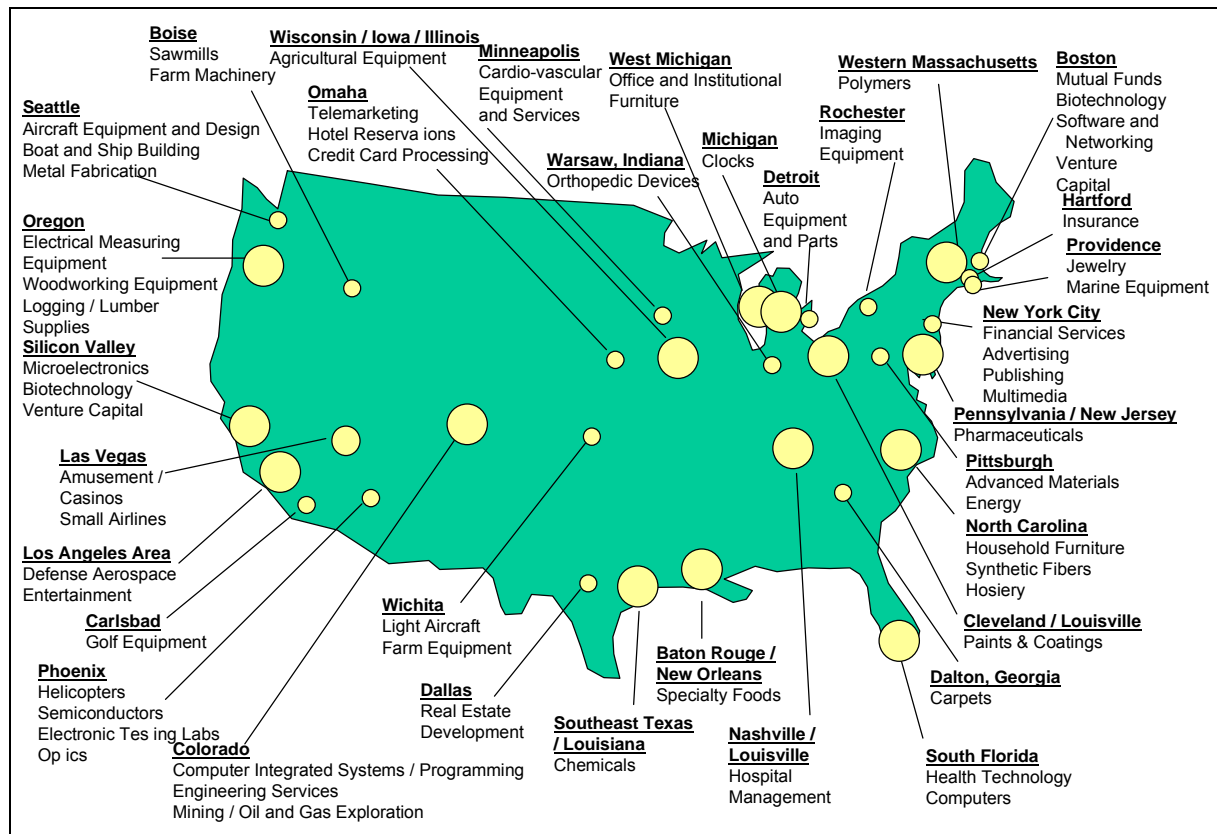 Boise
Sawmills
Farm Machinery
Wisconsin / Iowa / Illinois
Agricultural Equipment
Minneapolis
Cardio-vascular
Equipment
and Services
West Michigan
Office and Institutional
Furniture
Western Massachusetts
Polymers
Boston
Mutual Funds
Biotechnology
Software and
Networking
Venture
Capital
Seattle
Aircraft Equipment and Design
Boat and Ship Building
Metal Fabrication
Omaha
Telemarketing
Hotel Reserva ions
Credit Card Processing
Warsaw, Indiana
Orthopedic Devices
Michigan
Clocks
Detroit
Auto
Equipment
and Parts
Rochester
Imaging
Equipment
Hartford
Insurance
Providence
Jewelry
Marine Equipment
Oregon
Electrical Measuring
Equipment
Woodworking Equipment
Logging / Lumber
Supplies
Silicon Valley
Microelectronics
Biotechnology
Venture Capital
New York City
Financial Services
Advertising
Publishing
Multimedia
Pennsylvania / New Jersey
Pharmaceuticals
Las Vegas
Amusement /
Casinos
Small Airlines
Pittsburgh
Advanced Materials
Energy
Los Angeles Area
Defense Aerospace
Entertainment
North Carolina
Household Furniture
Synthetic Fibers
Hosiery
Carlsbad
Golf Equipment
Wichita
Light Aircraft
Farm Equipment
Cleveland / Louisville
Paints & Coatings
Phoenix
Helicopters
Semiconductors
Electronic Tes ing Labs
Op ics
Dallas
Real Estate
Development
Baton Rouge /
New Orleans
Specialty Foods
Dalton, Georgia
Carpets
Colorado
Computer Integrated Systems / Programming
Engineering Services
Mining / Oil and Gas Exploration
Southeast Texas
/ Louisiana
Chemicals
Nashville /
Louisville
Hospital
Management
South Florida
Health Technology
Computers